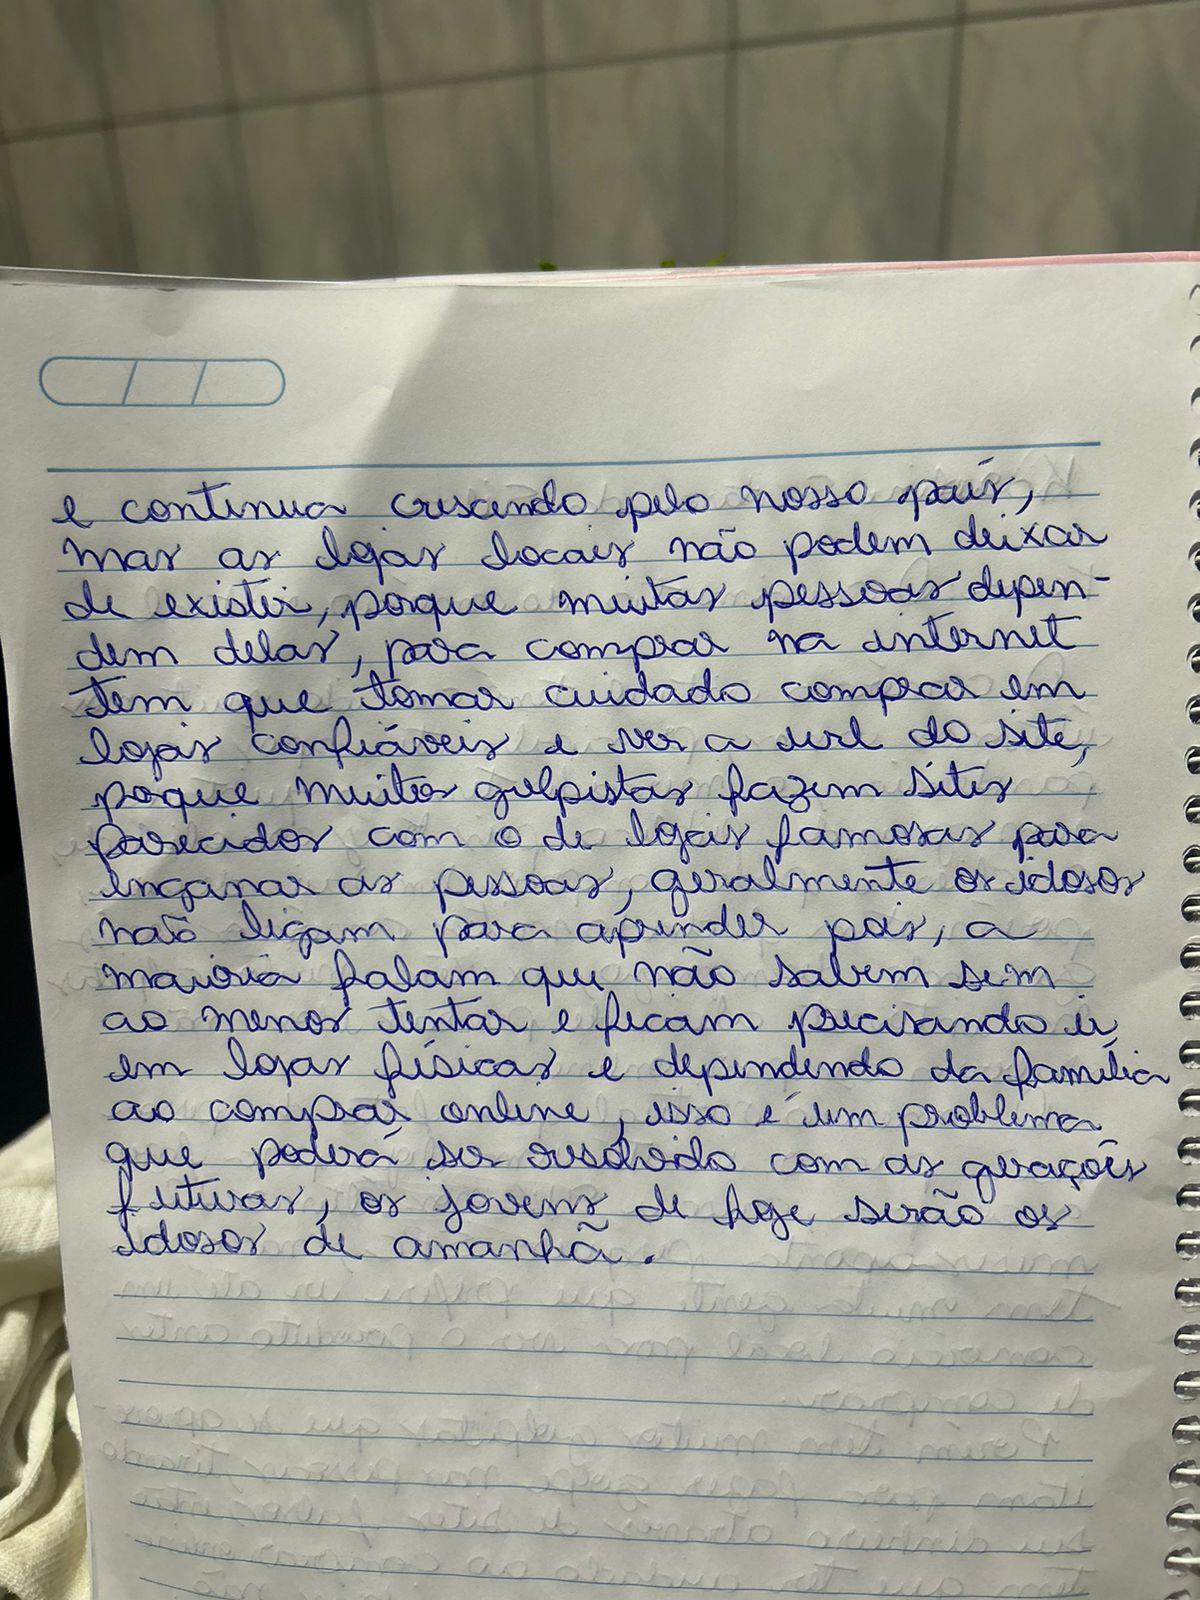 e continua crescendo pelo nosso país,
mas as lojas locais não podem deixar
de existir, porque muitas pessoas depen-
dem delas, para comprar na internet
tem que tomar cuidado comprar em
lojas confiáveis e ver a url do site,
porque muitos golpistas fazem sites
parecidos com o de lojas famosas para
enganar as pessoas, geralmente os idosos
não ligam para aprender pois, a
maioria falam que não sabem sem
ao menos tentar e ficam precisando ir
em lojas físicas e dependendo da família
ao comprar online, isso é um problema
que poderá ser resolvido com as gerações
futuras, os jovens de hoje serão os
idosos de amanhã.